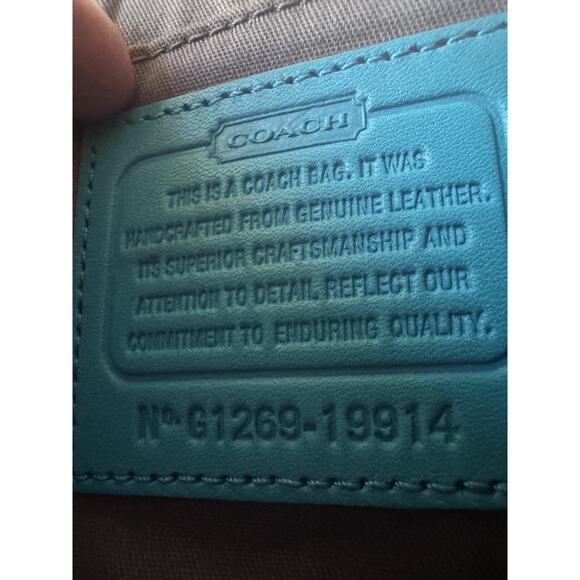 COACH
THIS IS A COACH BAG. IT WAS
HANDCRAFTED FROM GENUINE LEATHER.
ITS SUPERIOR CRAFTSMANSHIP AND
ATTENTION TO DETAIL REFLECT OUR
COMMITMENT TO ENDURING QUALITY.
No. G1269-19914